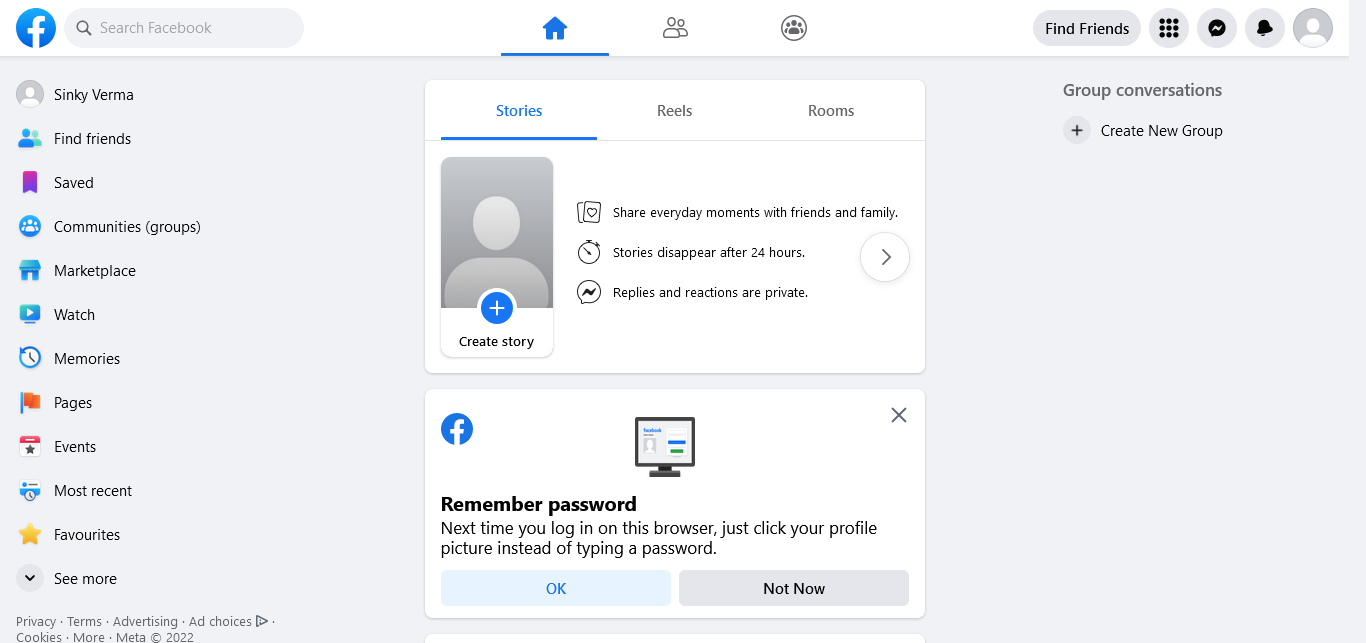 Search Facebook
Find Friends
Sinky Verma
Find friends
Saved
Communities (groups)
Marketplace
Watch
Memories
Pages
Events
Most recent
Favourites
See more
Privacy · Terms · Advertising · Ad choices ·
Cookies · More · Meta © 2022
Stories Reels Rooms
Share everyday moments with friends and family.
Stories disappear after 24 hours.
Replies and reactions are private.
Create story
facebook
Remember password
Next time you log in on this browser, just click your profile
picture instead of typing a password.
OK Not Now
Group conversations
Create New Group